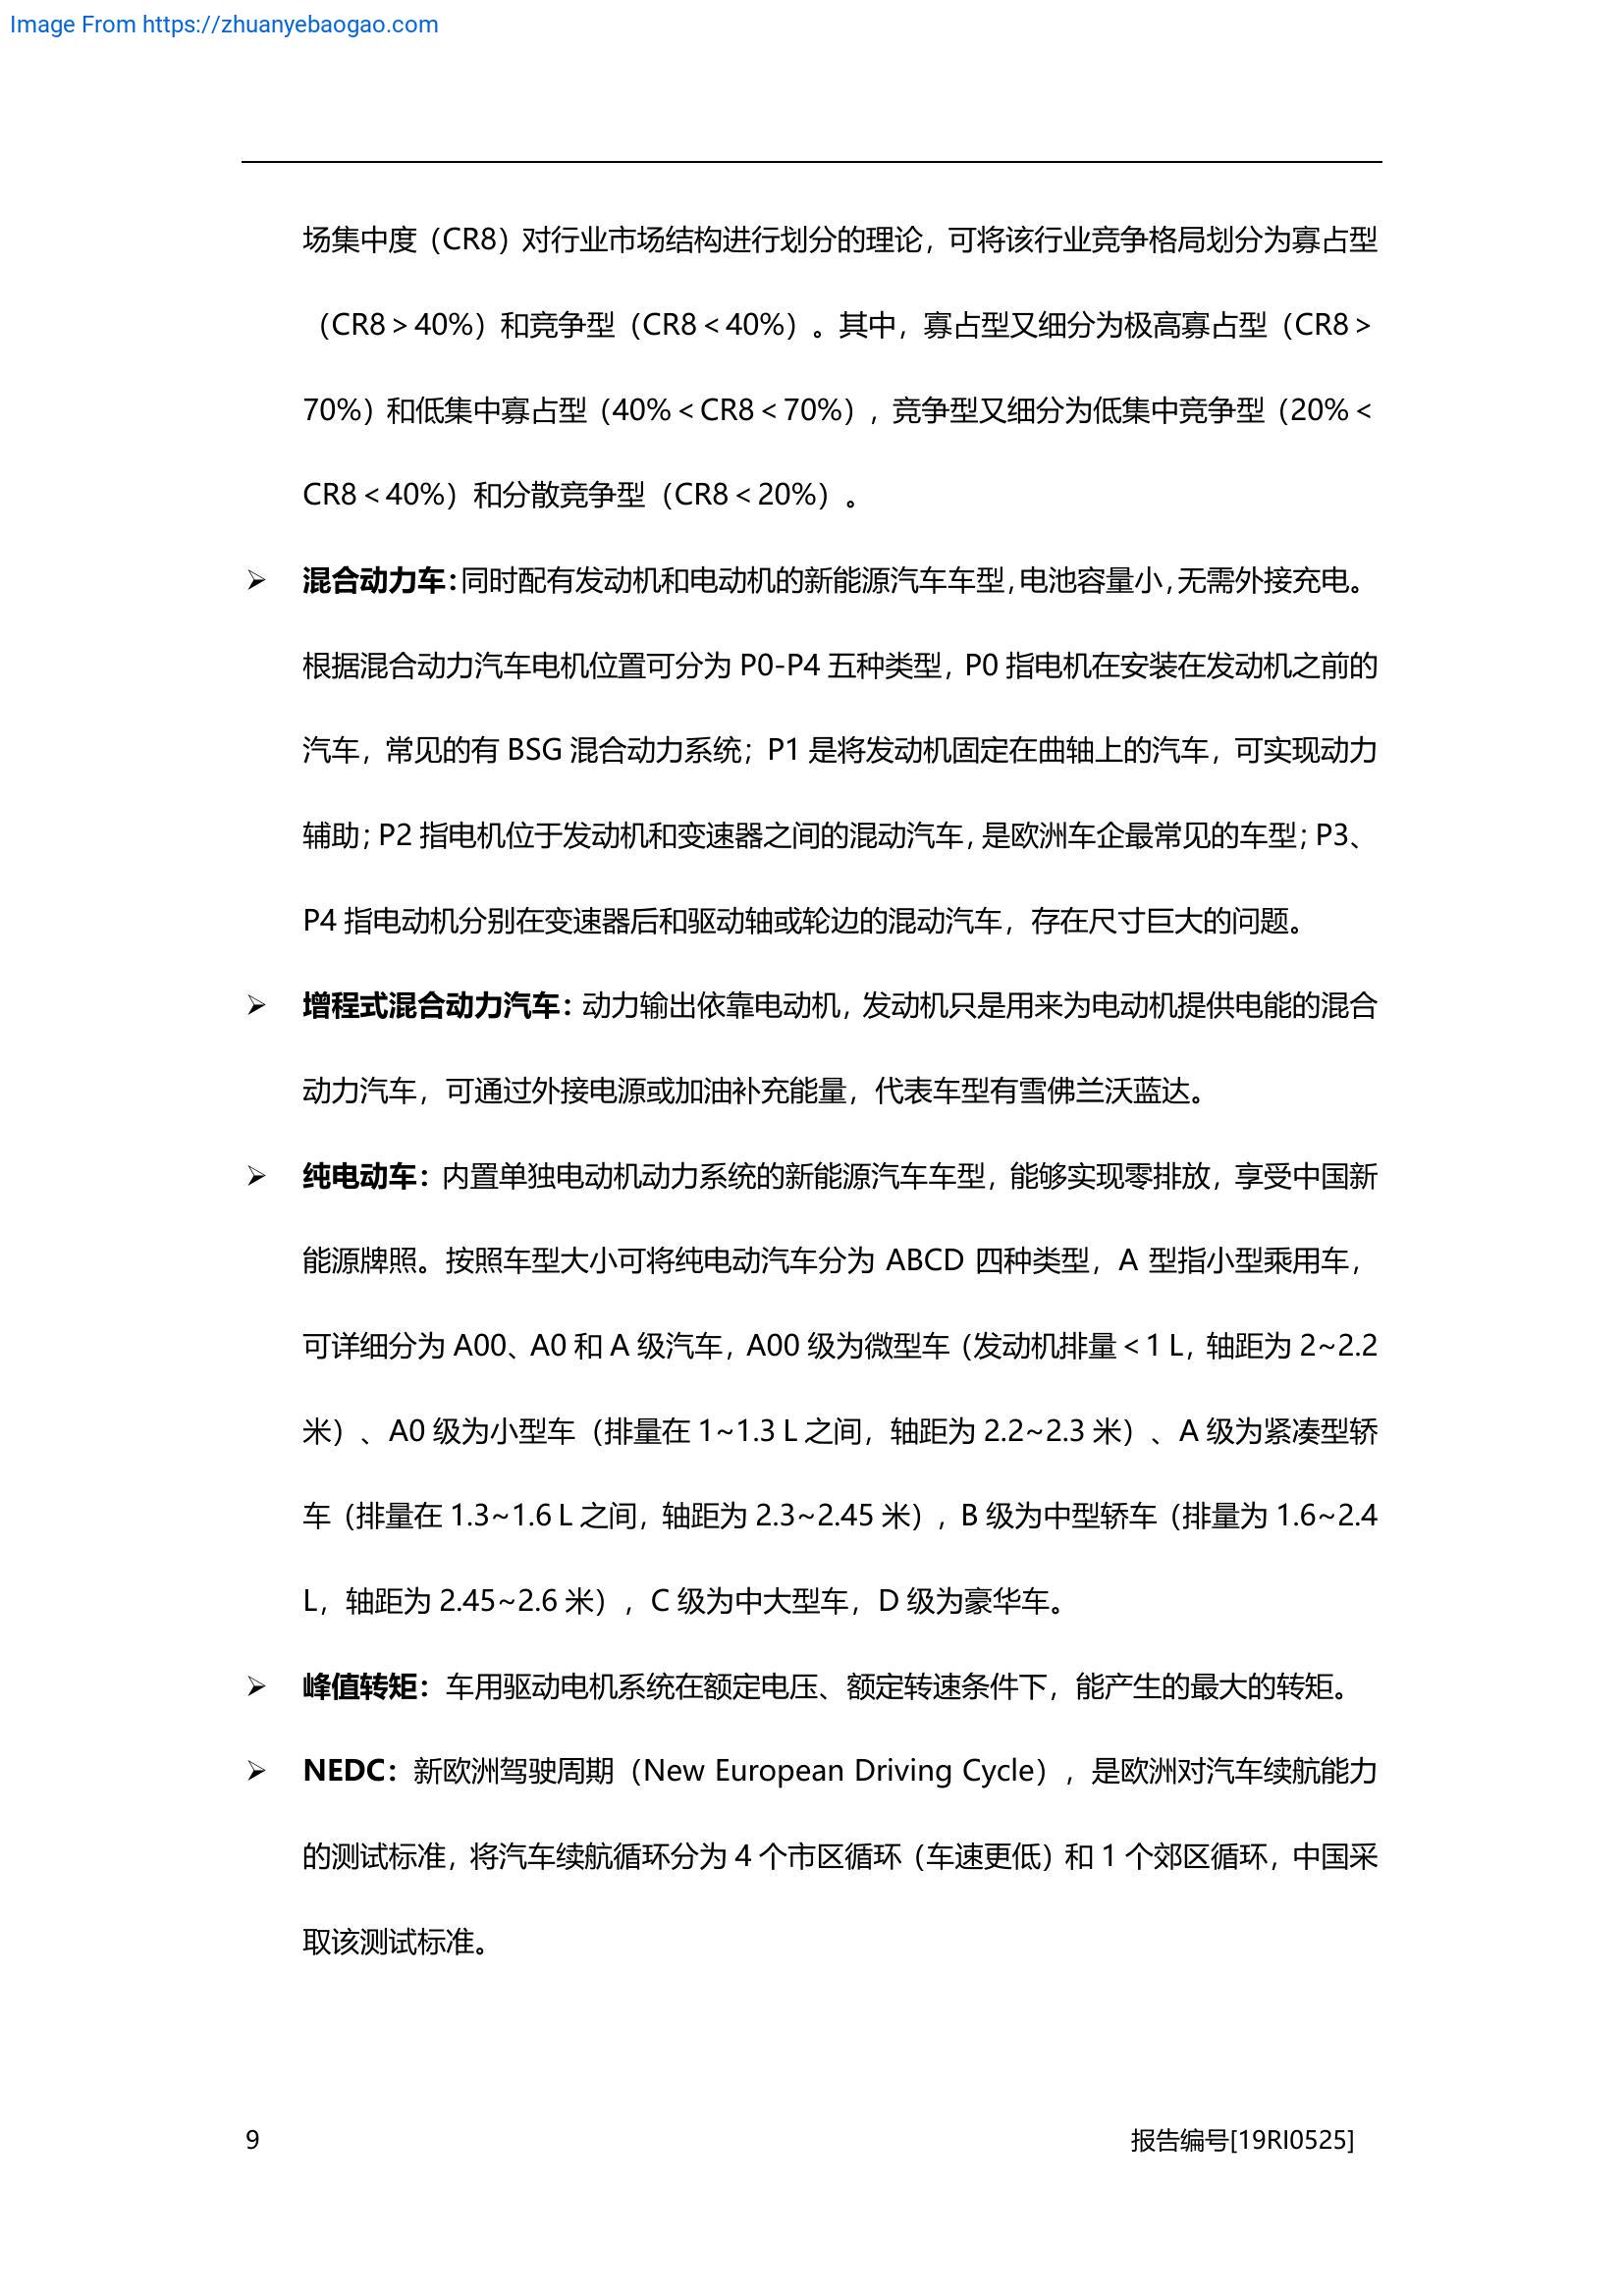 Image From https://zhuanyebaogao.com
场集中度（CR8）对行业市场结构进行划分的理论，可将该行业竞争格局划分为寡占型
（CR8＞40%）和竞争型（CR8＜40%）。其中，寡占型又细分为极高寡占型（CR8＞
70%）和低集中寡占型（40%＜CR8＜70%），竞争型又细分为低集中竞争型（20%＜
CR8＜40%）和分散竞争型（CR8＜20%）。
➢ 混合动力车：同时配有发动机和电动机的新能源汽车车型，电池容量小，无需外接充电。
根据混合动力汽车电机位置可分为 P0-P4 五种类型，P0 指电机在安装在发动机之前的
汽车，常见的有 BSG 混合动力系统；P1 是将发动机固定在曲轴上的汽车，可实现动力
辅助；P2 指电机位于发动机和变速器之间的混动汽车，是欧洲车企最常见的车型；P3、
P4 指电动机分别在变速器后和驱动轴或轮边的混动汽车，存在尺寸巨大的问题。
➢ 增程式混合动力汽车：动力输出依靠电动机，发动机只是用来为电动机提供电能的混合
动力汽车，可通过外接电源或加油补充能量，代表车型有雪佛兰沃蓝达。
➢ 纯电动车：内置单独电动机动力系统的新能源汽车车型，能够实现零排放，享受中国新
能源牌照。按照车型大小可将纯电动汽车分为 ABCD 四种类型，A 型指小型乘用车，
可详细分为 A00、A0 和 A 级汽车，A00 级为微型车（发动机排量＜1 L，轴距为 2~2.2
米）、A0 级为小型车（排量在 1~1.3 L 之间，轴距为 2.2~2.3 米）、A 级为紧凑型轿
车（排量在 1.3~1.6 L 之间，轴距为 2.3~2.45 米），B 级为中型轿车（排量为 1.6~2.4
L，轴距为 2.45~2.6 米），C 级为中大型车，D 级为豪华车。
➢ 峰值转矩：车用驱动电机系统在额定电压、额定转速条件下，能产生的最大的转矩。
➢ NEDC：新欧洲驾驶周期（New European Driving Cycle），是欧洲对汽车续航能力
的测试标准，将汽车续航循环分为 4 个市区循环（车速更低）和 1 个郊区循环，中国采
取该测试标准。
9 报告编号[19RI0525]